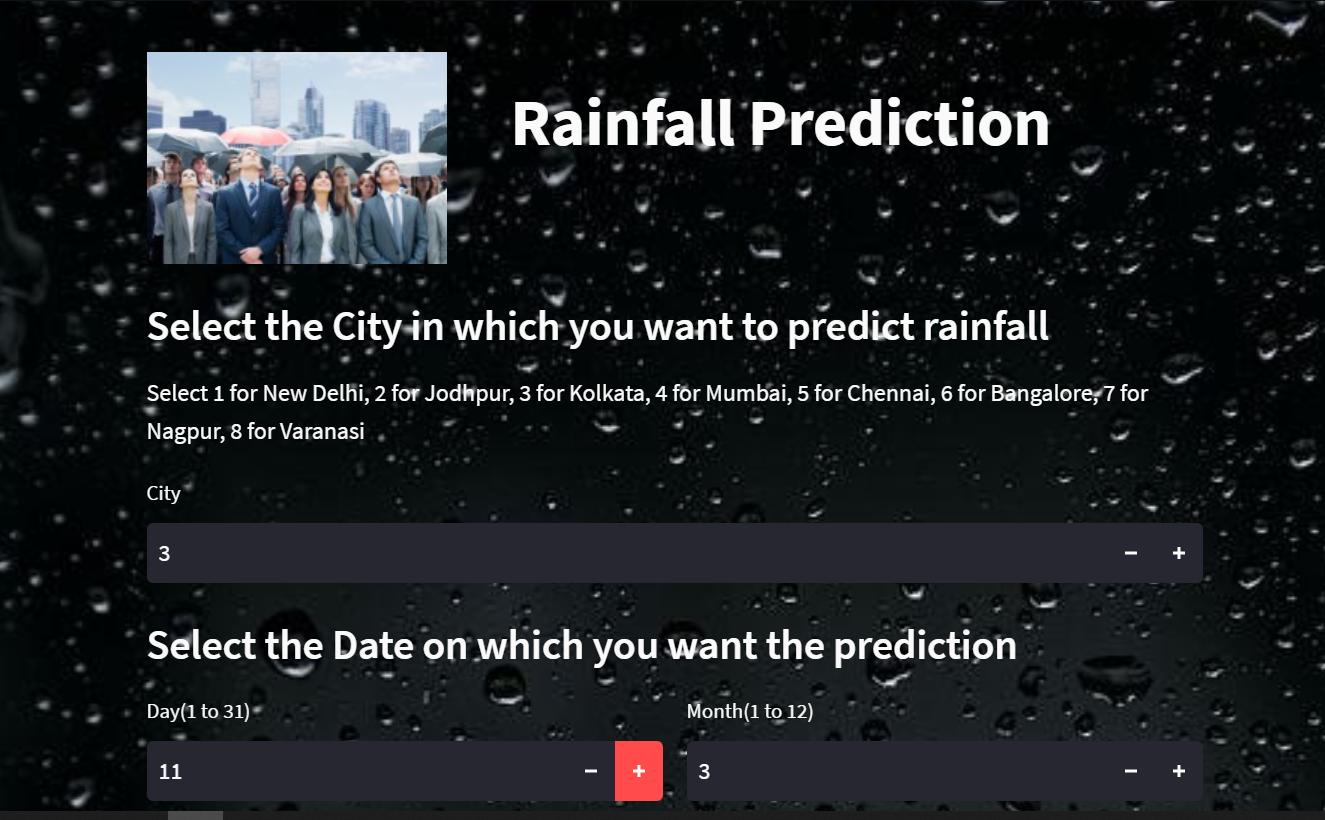 Rainfall Prediction
Select the City in which you want to predict rainfall
Select 1 for New Delhi, 2 for Jodhpur, 3 for Kolkata, 4 for Mumbai, 5 for Chennai, 6 for Bangalore, 7 for
Nagpur, 8 for Varanasi
City
3 − +
Select the Date on which you want the prediction
Day(1 to 31) Month(1 to 12)
11 − + 3 − +